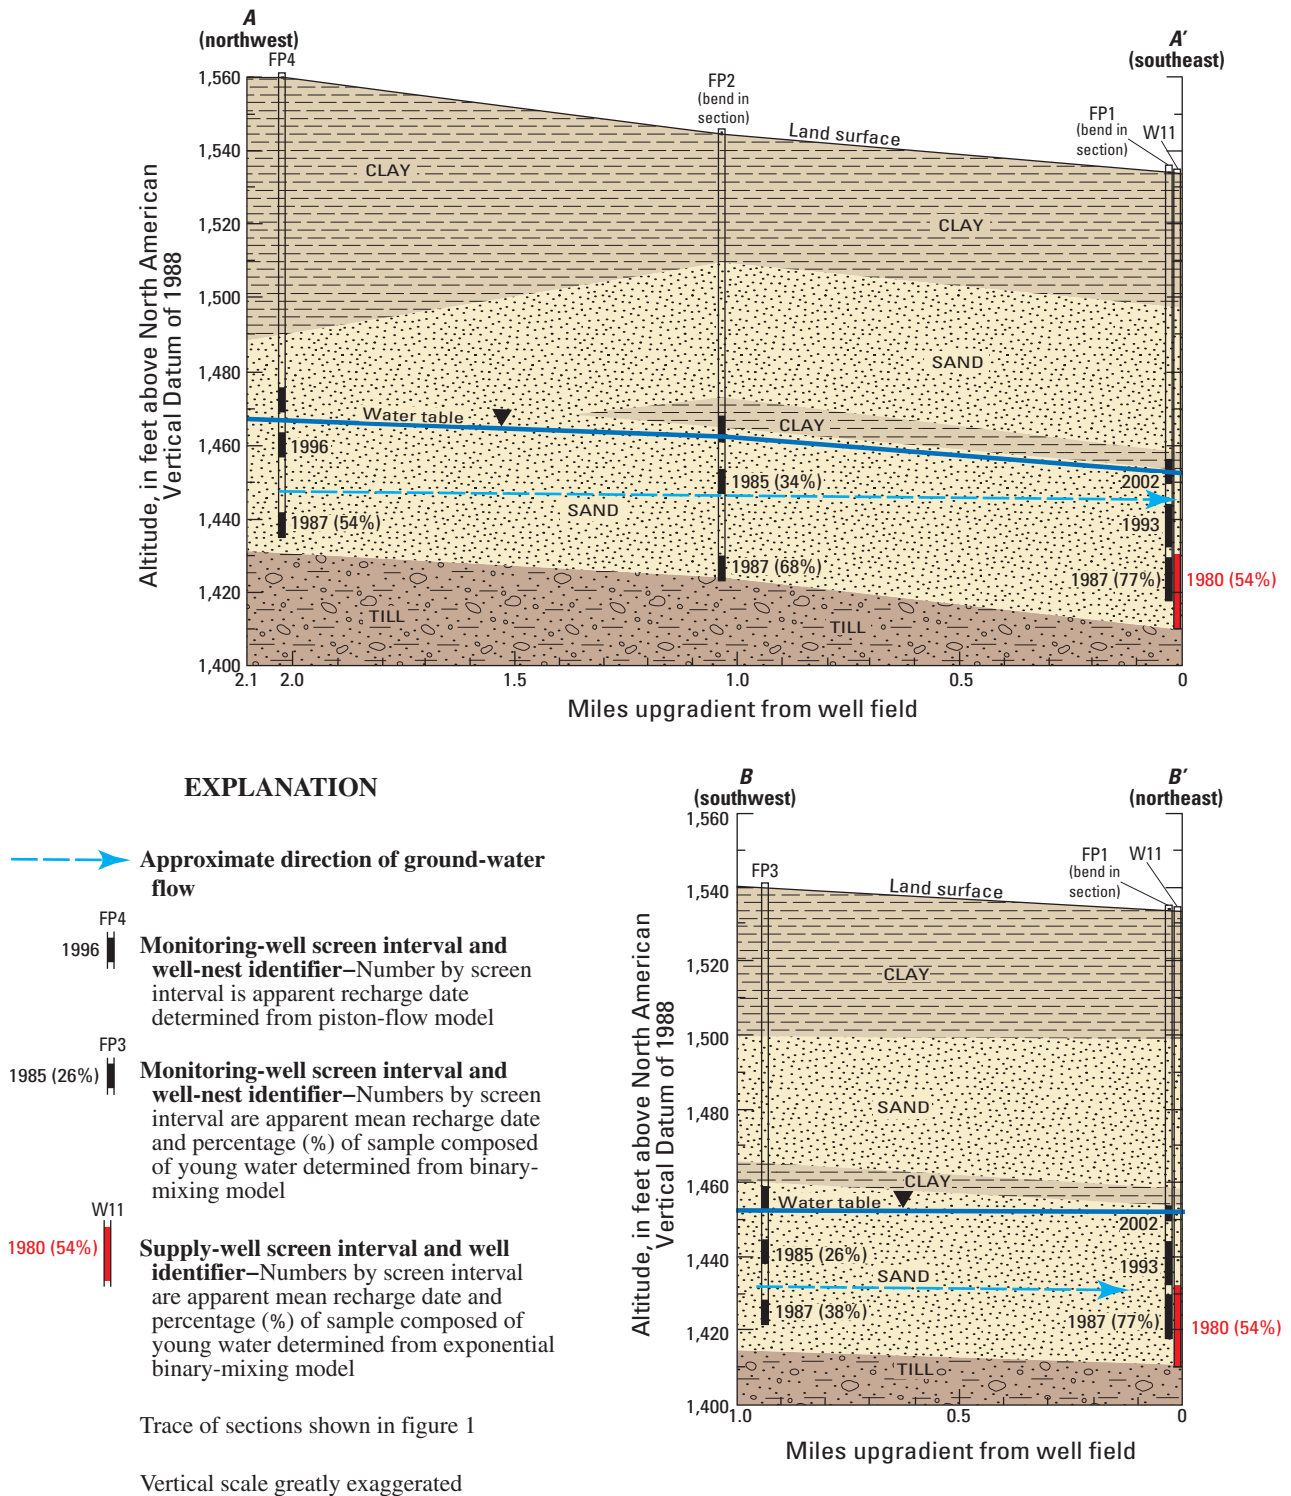 A
(northwest)
FP4
A′
(southeast)
FP2
(bend in
section)
FP1
(bend in
section)
W11
Land surface
1,560
1,540
1,520
1,500
1,480
1,460
1,440
1,420
1,400
Altitude, in feet above North American
Vertical Datum of 1988
CLAY
CLAY
SAND
Water table
CLAY
1996
1985 (34%)
2002
SAND
1987 (54%)
1993
1987 (68%)
1987 (77%)
1980 (54%)
TILL
TILL
2.1
2.0
1.5
1.0
0.5
0
Miles upgradient from well field
EXPLANATION
Approximate direction of ground-water
flow
FP4
1996
Monitoring-well screen interval and
well-nest identifier–Number by screen
interval is apparent recharge date
determined from piston-flow model
FP3
1985 (26%)
Monitoring-well screen interval and
well-nest identifier–Numbers by screen
interval are apparent mean recharge date
and percentage (%) of sample composed
of young water determined from binary-
mixing model
W11
1980 (54%)
Supply-well screen interval and well
identifier–Numbers by screen interval
are apparent mean recharge date and
percentage (%) of sample composed of
young water determined from exponential
binary-mixing model
Trace of sections shown in figure 1
Vertical scale greatly exaggerated
B
(southwest)
B′
(northeast)
FP3
FP1
(bend in
section)
W11
Land surface
1,560
1,540
1,520
1,500
1,480
1,460
1,440
1,420
1,400
Altitude, in feet above North American
Vertical Datum of 1988
CLAY
SAND
CLAY
Water table
2002
1985 (26%)
1993
SAND
1987 (38%)
1987 (77%)
1980 (54%)
TILL
1.0
0.5
0
Miles upgradient from well field